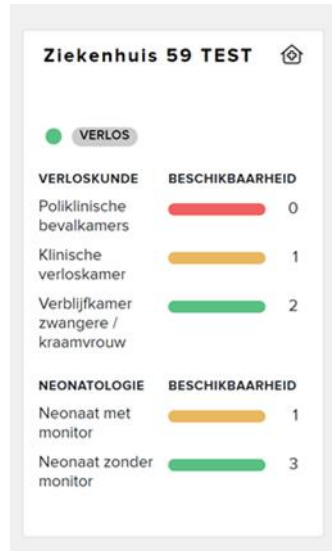 Ziekenhuis 59 TEST
VERLOS
VERLOSKUNDE BESCHIKBAARHEID
Poliklinische
bevalkamers 0
Klinische
verloskamer 1
Verblijfkamer
zwangere / 2
kraamvrouw
NEONATOLOGIE BESCHIKBAARHEID
Neonaat met
monitor 1
Neonaat zonder
monitor 3